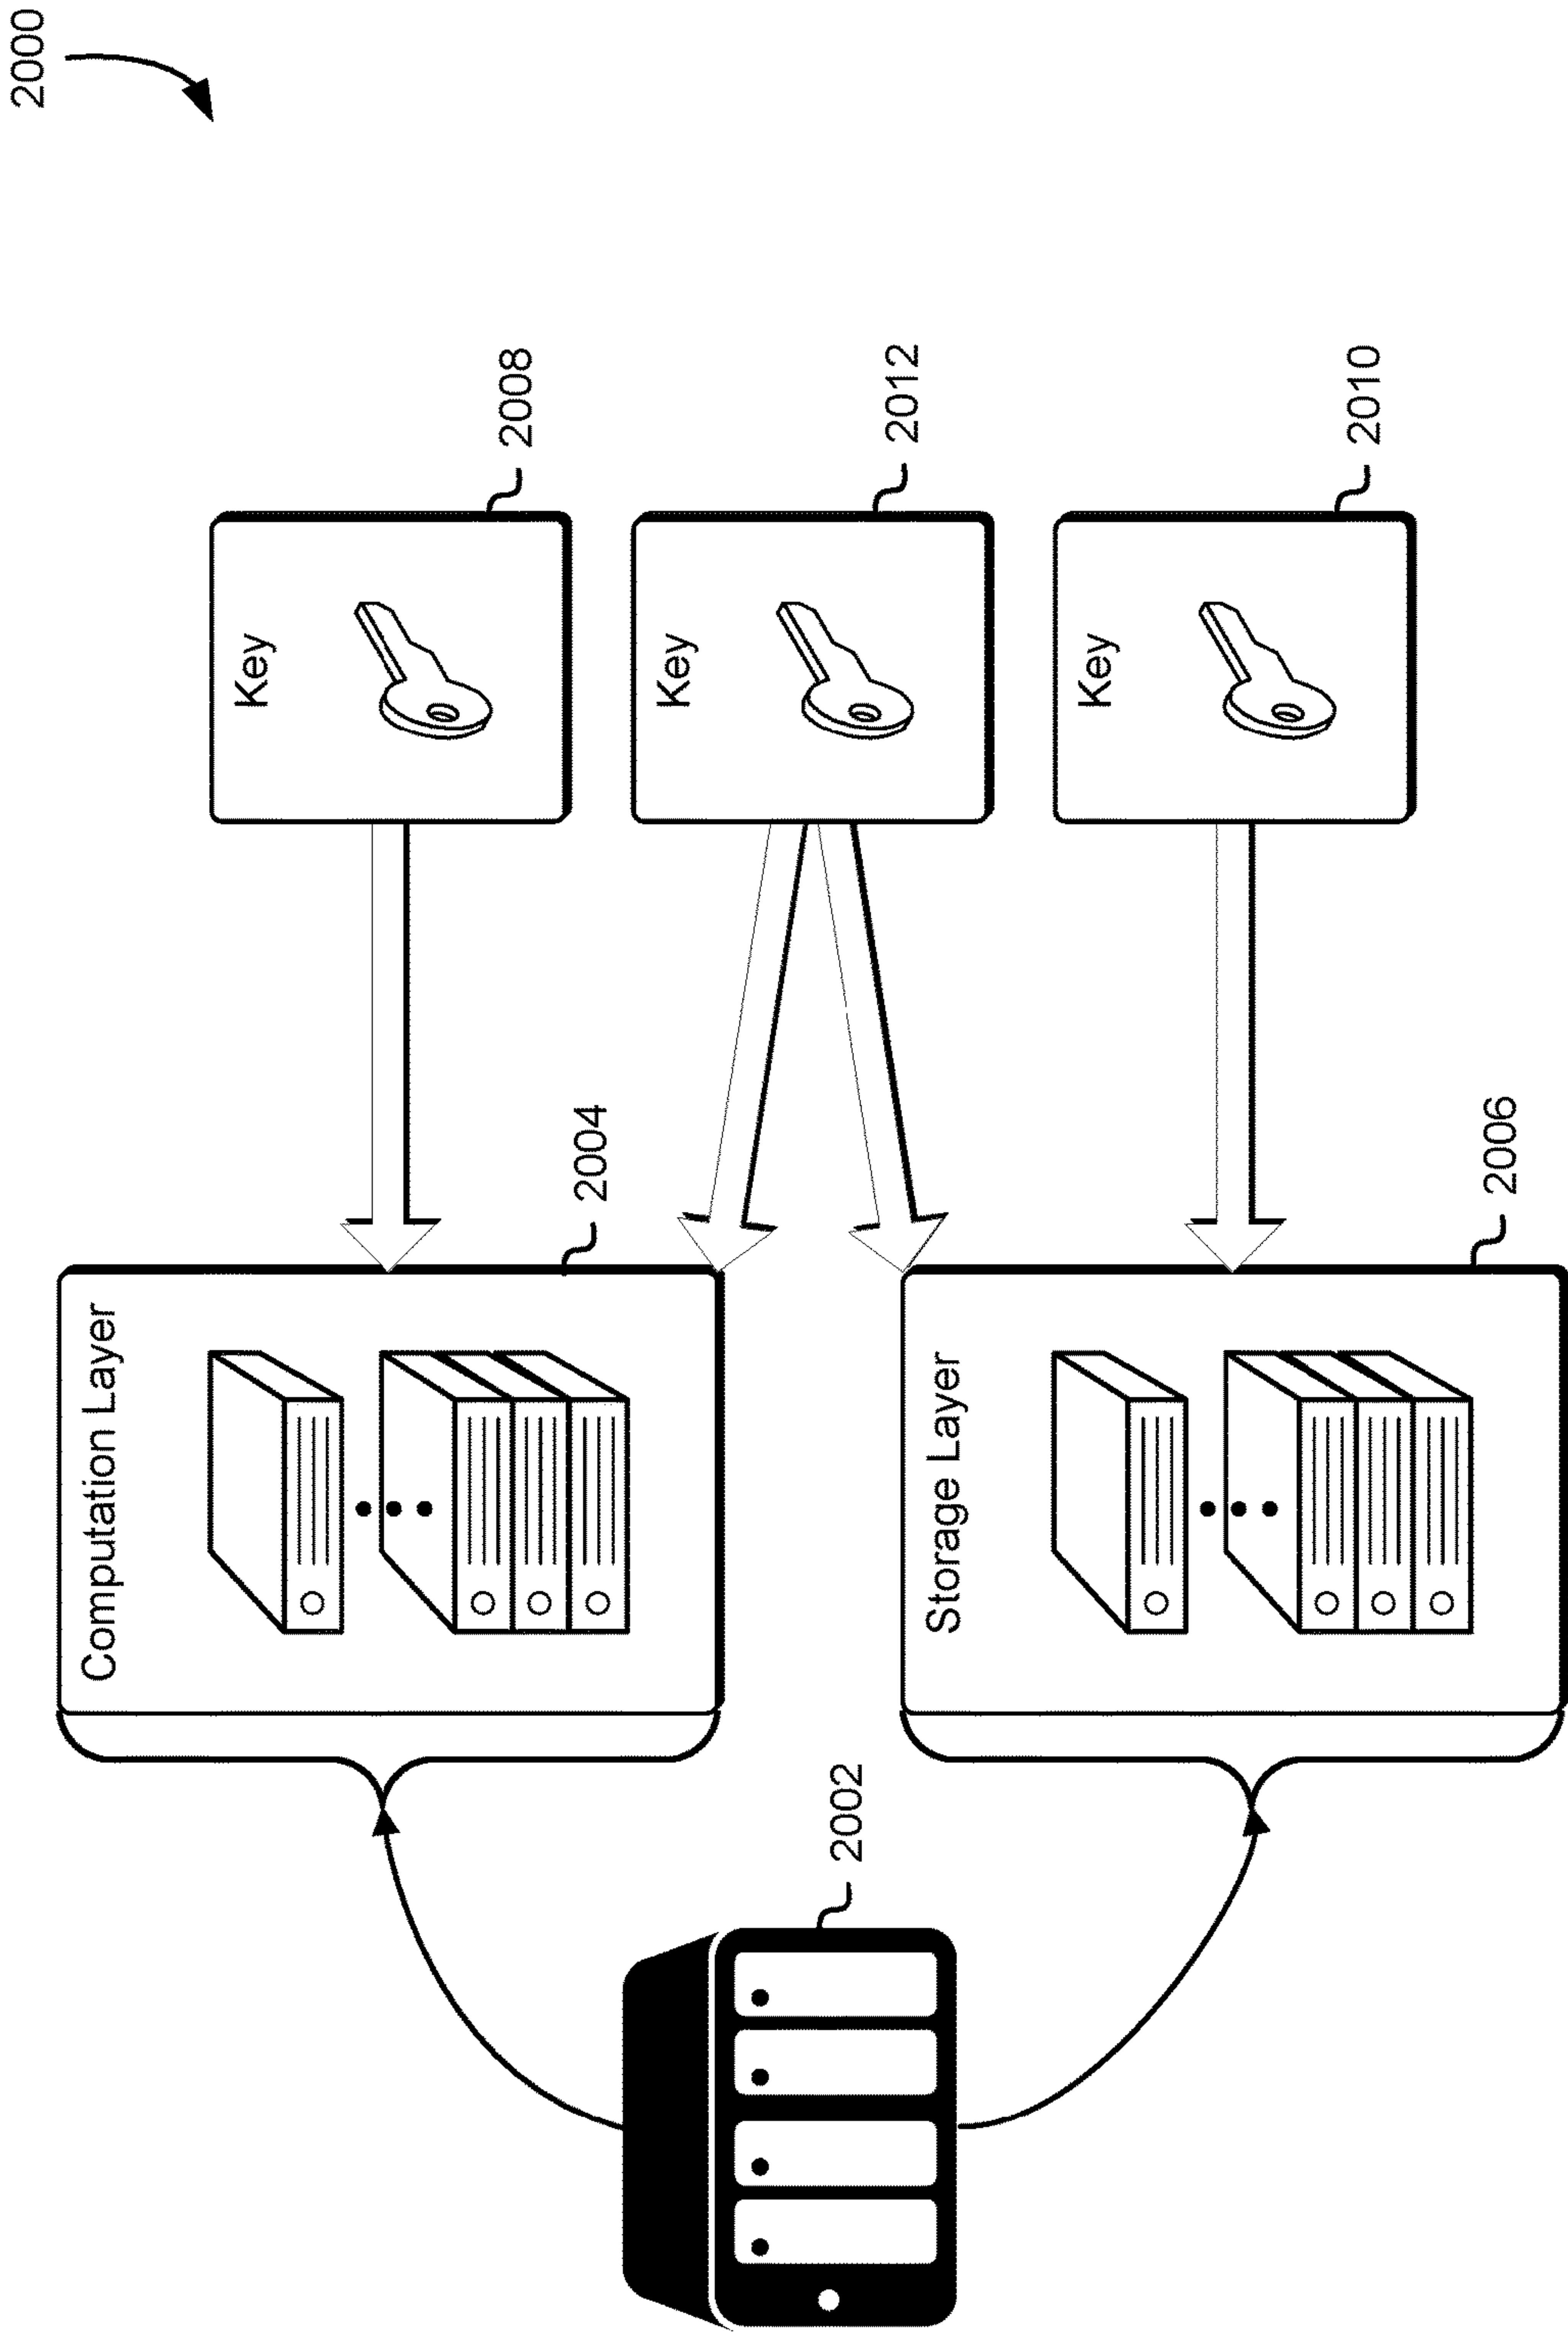 2000
Computation Layer
Key
2008
2004
Key
2002
2012
Storage Layer
Key
2010
2006